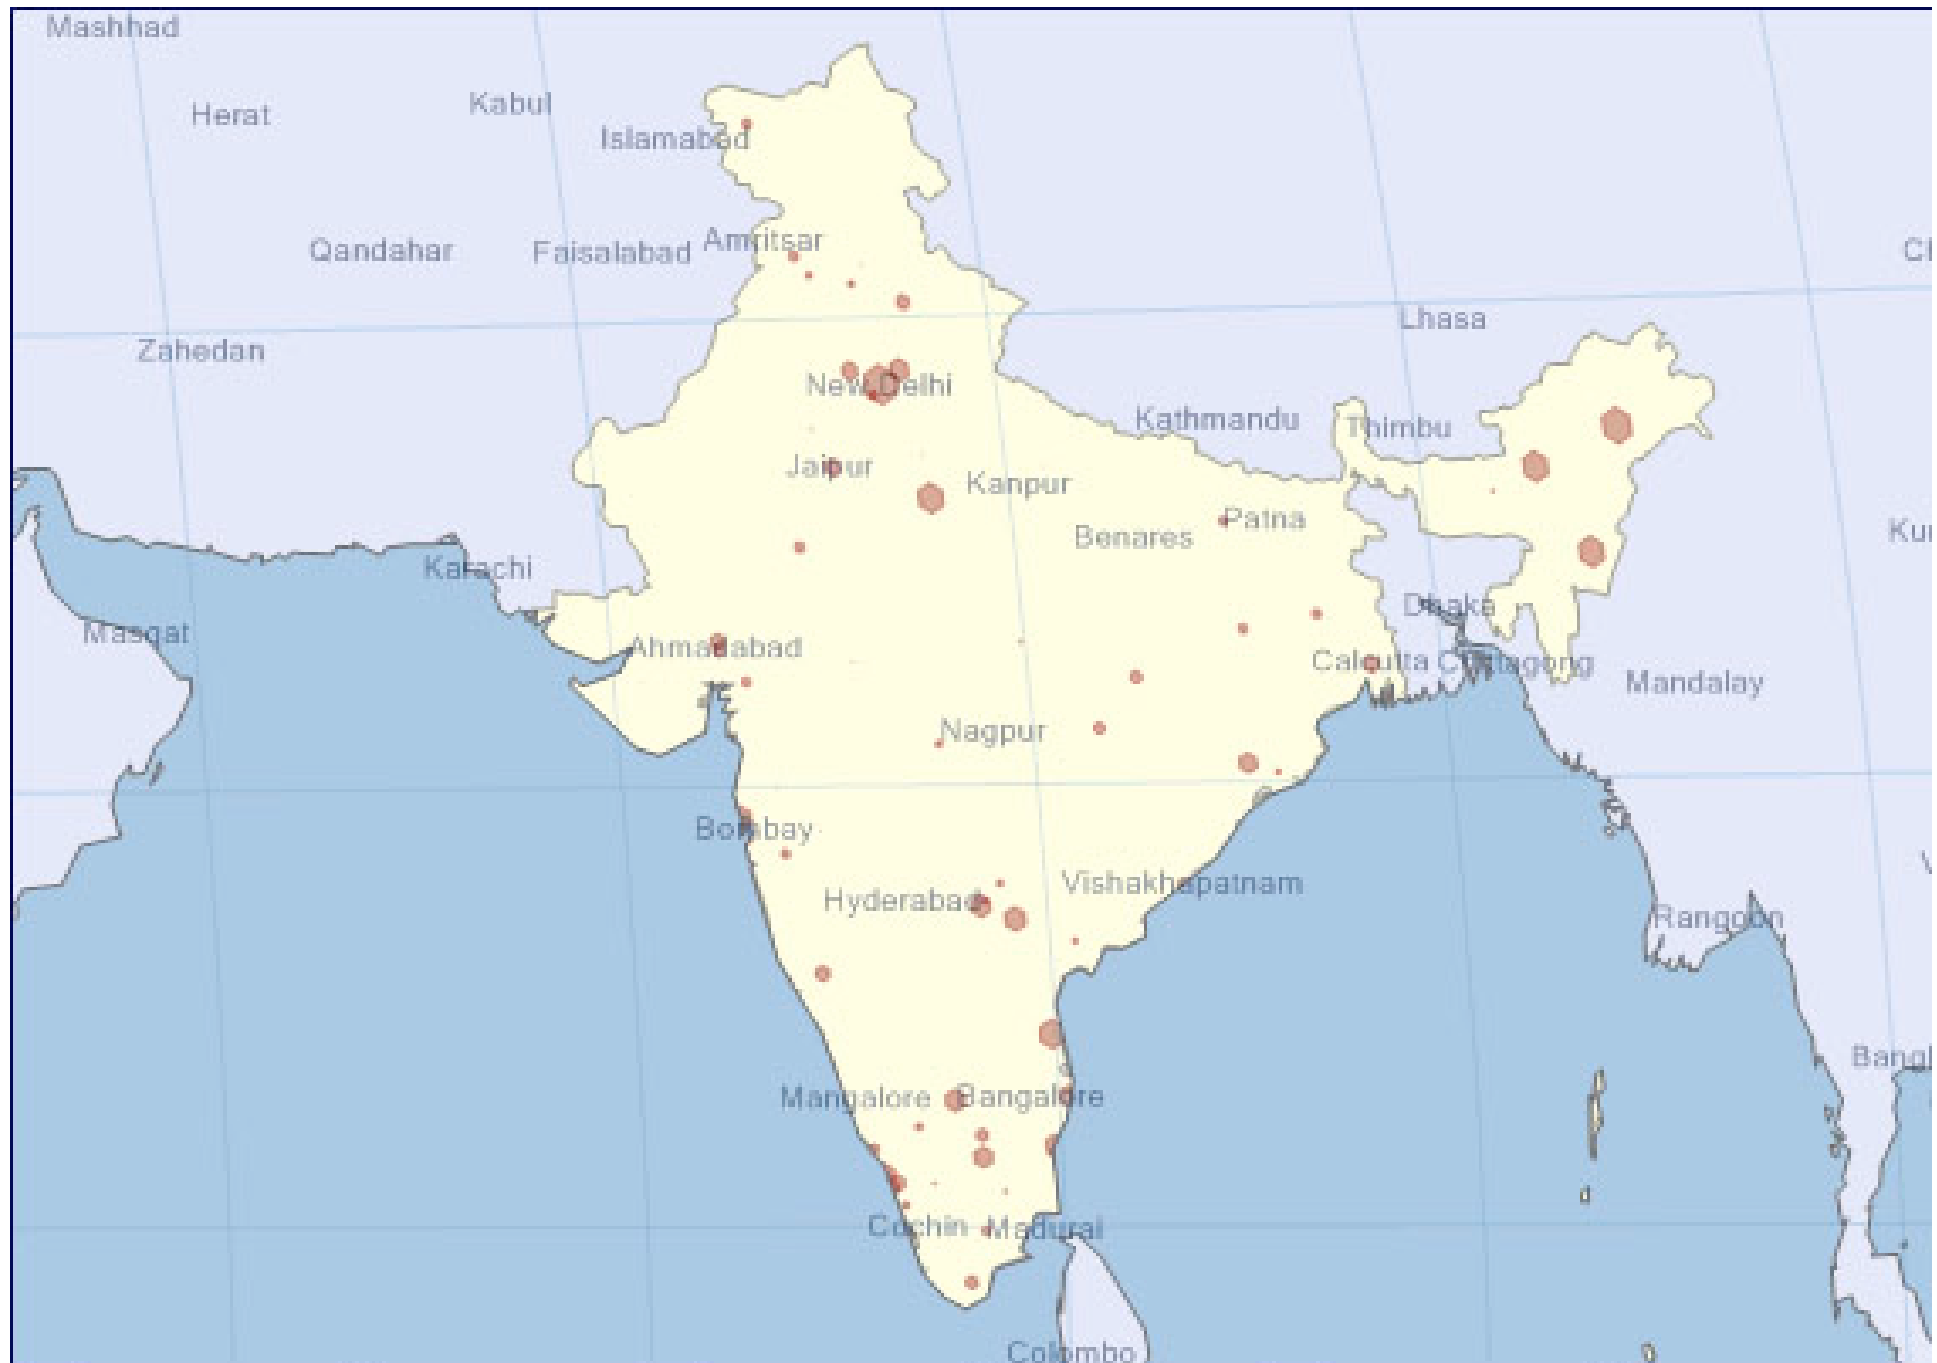 Mashhad
Herat
Kabul
Islamabad
Qandahar
Faisalabad
Amritsar
Zahedan
Lhasa
New Delhi
Kathmandu
Thimbu
Jaipur
Kanpur
Patna
Benares
Karachi
Dhaka
Masqat
Ahmadabad
Calcutta
Chittagong
Mandalay
Nagpur
Bombay
Hyderabad
Vishakhapatnam
Rangoon
Mangalore
Bangalore
Cochin
Madurai
Colombo